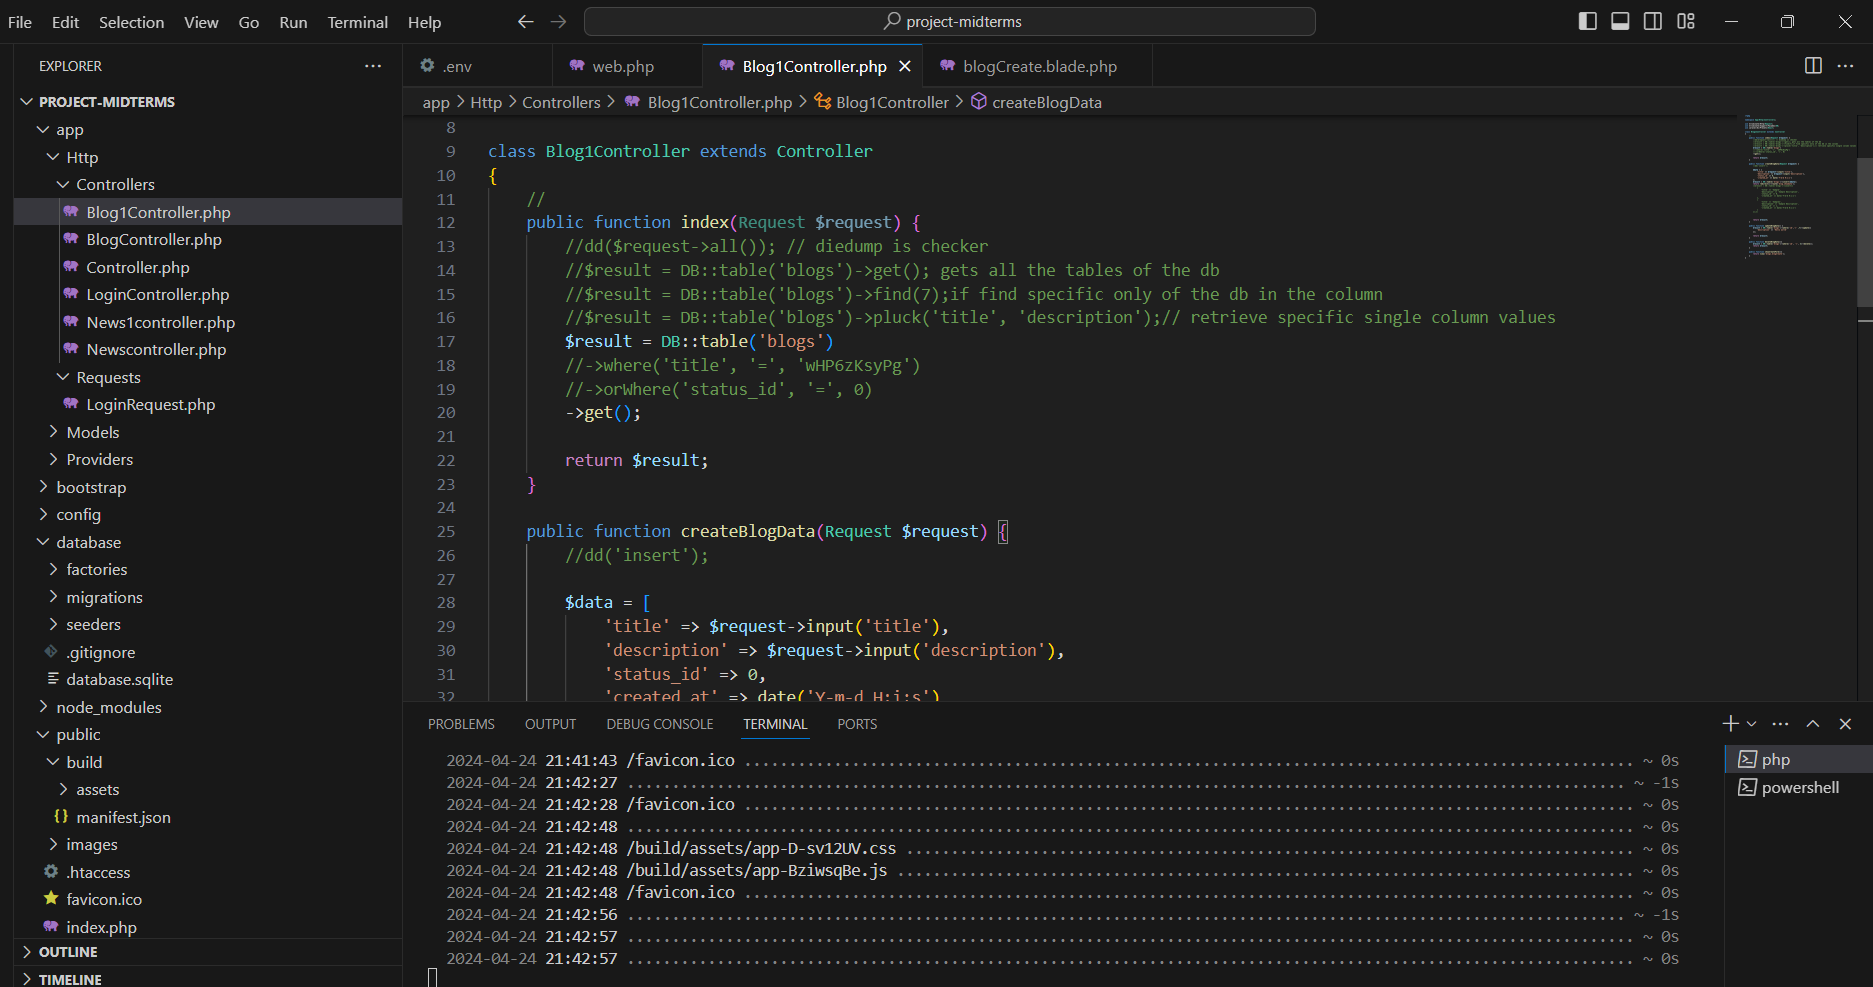 File Edit Selection View Go Run Terminal Help
project-midterms
EXPLORER
PROJECT-MIDTERMS
app
Http
Controllers
Blog1Controller.php
BlogController.php
Controller.php
LoginController.php
News1controller.php
Newscontroller.php
Requests
LoginRequest.php
Models
Providers
bootstrap
config
database
factories
migrations
seeders
.gitignore
database.sqlite
node_modules
public
build
assets
manifest.json
images
.htaccess
favicon.ico
index.php
OUTLINE
TIMELINE
.env web.php Blog1Controller.php blogCreate.blade.php
app > Http > Controllers > Blog1Controller.php > Blog1Controller > createBlogData
8
9 class Blog1Controller extends Controller
10 {
11 //
12 public function index(Request $request) {
13 //dd($request->all()); // diedump is checker
14 //$result = DB::table('blogs')->get(); gets all the tables of the db
15 //$result = DB::table('blogs')->find(7);if find specific only of the db in the column
16 //$result = DB::table('blogs')->pluck('title', 'description');// retrieve specific single column values
17 $result = DB::table('blogs')
18 //->where('title', '=', 'wHP6zKsyPg')
19 //->orWhere('status_id', '=', 0)
20 ->get();
21
22 return $result;
23 }
24
25 public function createBlogData(Request $request) {
26 //dd('insert');
27
28 $data = [
29 'title' => $request->input('title'),
30 'description' => $request->input('description'),
31 'status_id' => 0,
32 'created_at' => date('Y-m-d H:i:s')
PROBLEMS OUTPUT DEBUG CONSOLE TERMINAL PORTS
2024-04-24 21:41:43 /favicon.ico ~ 0s
2024-04-24 21:42:27 ~ -1s
2024-04-24 21:42:28 /favicon.ico ~ 0s
2024-04-24 21:42:48 ~ 0s
2024-04-24 21:42:48 /build/assets/app-D-sv12UV.css ~ 0s
2024-04-24 21:42:48 /build/assets/app-BziwsqBe.js ~ 0s
2024-04-24 21:42:48 /favicon.ico ~ 0s
2024-04-24 21:42:56 ~ -1s
2024-04-24 21:42:57 ~ 0s
2024-04-24 21:42:57 ~ 0s
php
powershell